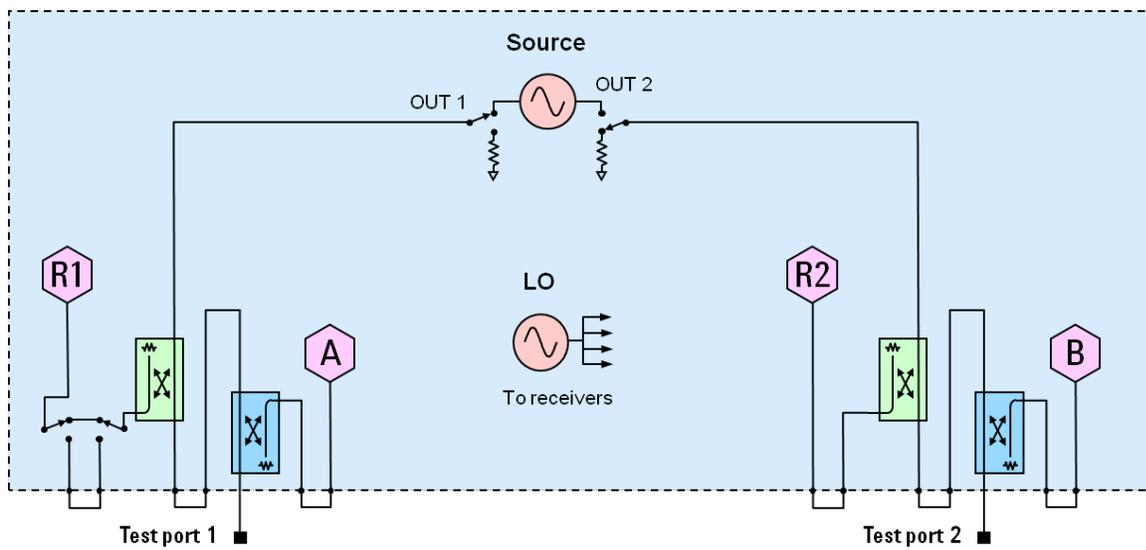 Source
OUT 1
OUT 2
R1
LO
R2
A
B
To receivers
Test port 1
Test port 2